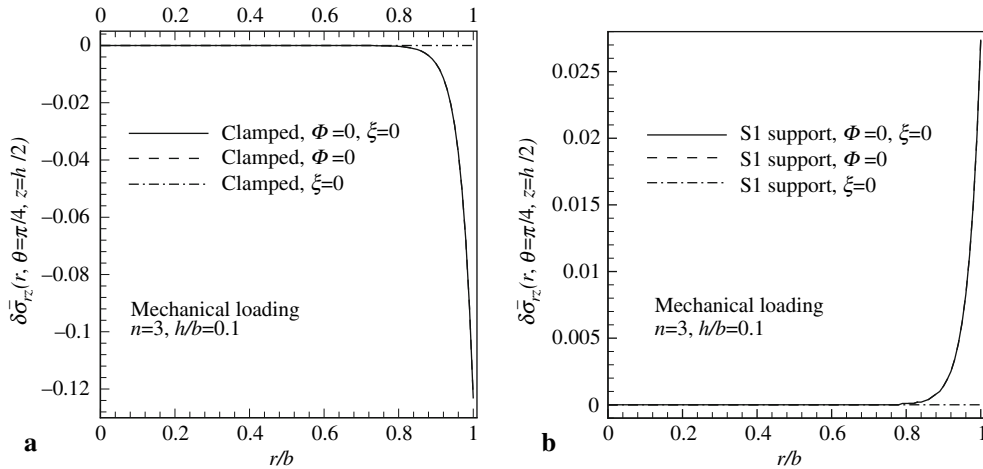 0 0.2 0.4 0.6 0.8 1
0
−0.02
−0.04
−0.06
−0.08
−0.1
−0.12
δσ̄rz(r, θ=π/4, z=h /2)
Clamped, Φ=0, ξ=0
Clamped, Φ=0
Clamped, ξ=0
Mechanical loading
n=3, h/b=0.1
0 0.2 0.4 0.6 0.8 1
r/b
a
0.025
0.02
0.015
0.01
0.005
0
δσ̄rz(r, θ=π/4, z=h /2)
S1 support, Φ=0, ξ=0
S1 support, Φ=0
S1 support, ξ=0
Mechanical loading
n=3, h/b=0.1
0 0.2 0.4 0.6 0.8 1
r/b
b